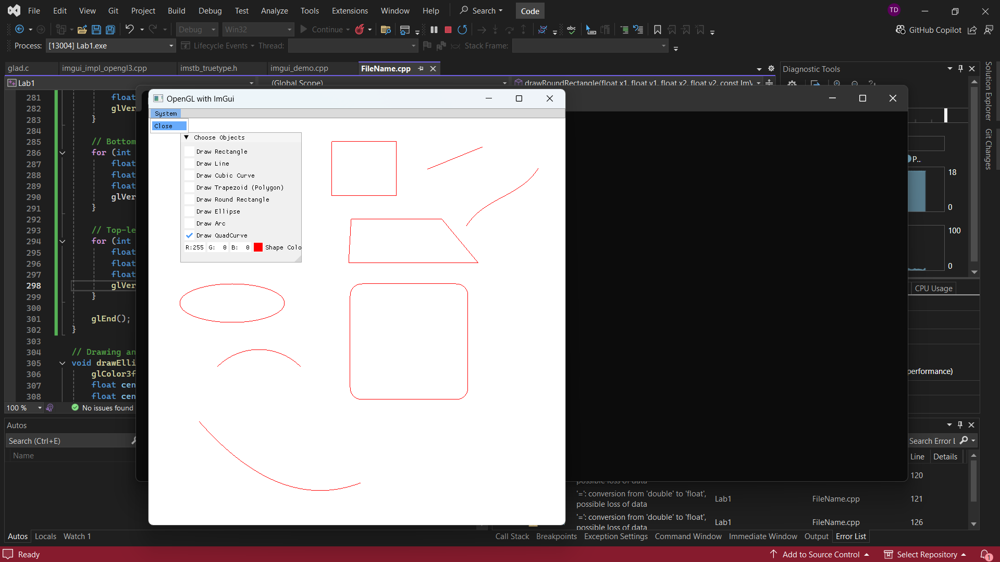 File Edit View Git Project Build Debug Test Analyze Tools Extensions Window Help Search Code TD
Debug Win32 Continue abc GitHub Copilot
Process: [13004] Lab1.exe Lifecycle Events Thread: Stack Frame:
glad.c imgui_impl_opengl3.cpp imstb_truetype.h imgui_demo.cpp FileName.cpp Diagnostic Tools
Lab1 (Global Scope) drawRoundRectangle(float x1, float y1, float x2, float y2, const ImV
Solution Explorer
Git Changes
OpenGL with ImGui
System
Close
Choose Objects
Draw Rectangle
Draw Line
Draw Cubic Curve
Draw Trapezoid (Polygon)
Draw Round Rectangle
Draw Ellipse
Draw Arc
Draw QuadCurve
R:255 G: 0 B: 0 Shape Colo
281 float
282 glVer
283 }
284
285 // Bottom
286 for (int
287 float
288 float
289 float
290 glVer
291 }
292
293 // Top-le
294 for (int
295 float
296 float
297 float
298 glVer
299 }
300
301 glEnd();
302 }
303
304 // Drawing an
305 void drawElli
306 glColor3f
307 float cen
308 float cen
P..
18
0
100
0
CPU Usage
performance)
100 % No issues found
Autos
Search (Ctrl+E)
Name
Search Error L
Line Details
120
possible loss of data
'=': conversion from 'double' to 'float',
possible loss of data
Lab1 FileName.cpp 121
'=': conversion from 'double' to 'float',
possible loss of data
Lab1 FileName.cpp 126
Autos Locals Watch 1
Call Stack Breakpoints Exception Settings Command Window Immediate Window Output Error List
Ready Add to Source Control Select Repository 1